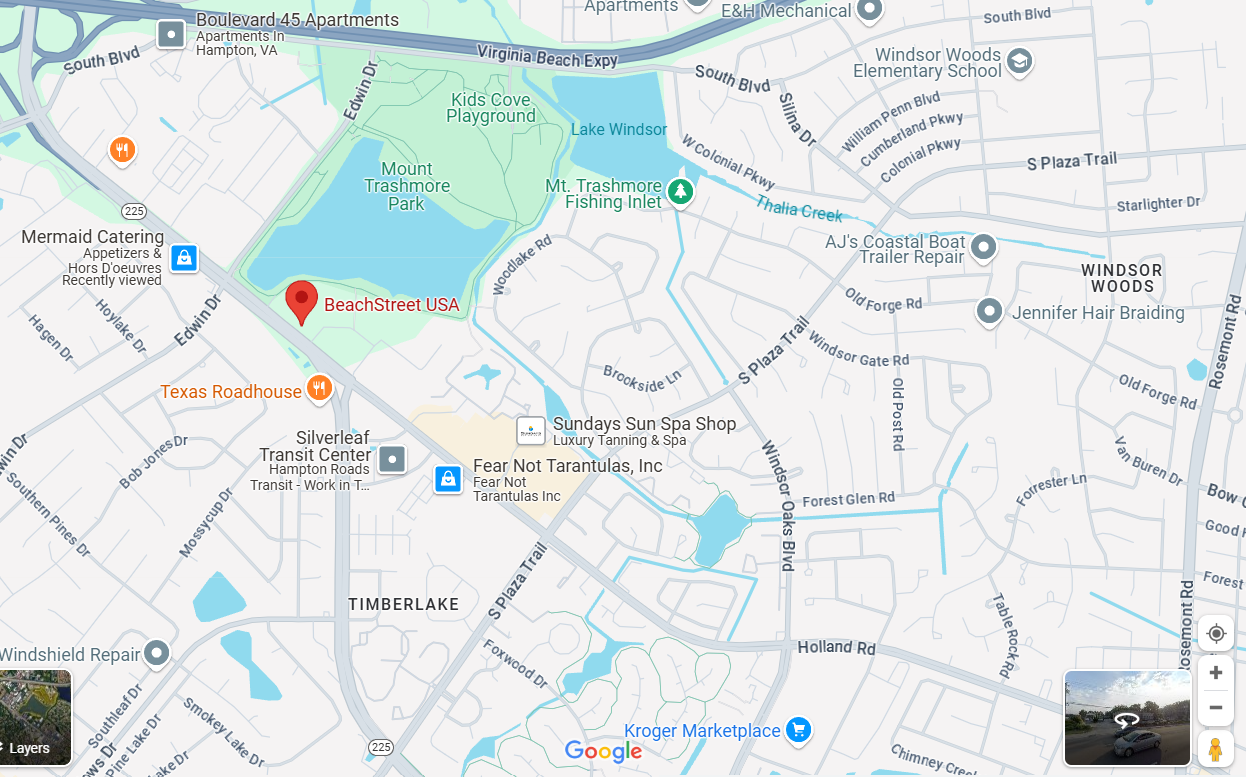 Boulevard 45 Apartments
Apartments In
Hampton, VA
Apartments
E&H Mechanical
South Blvd
South Blvd
Virginia Beach Expy
South Blvd
Windsor Woods
Elementary School
Edwin Dr
Kids Cove
Playground
Lake Windsor
Silina Dr
William Penn Blvd
Cumberland Pkwy
Colonial Pkwy
W Colonial Pkwy
S Plaza Trail
Mount
Trashmore
Park
Mt. Trashmore
Fishing Inlet
Thalia Creek
Starlighter Dr
225
Mermaid Catering
Appetizers &
Hors D'oeuvres
Recently viewed
Woodlake Rd
AJ's Coastal Boat
Trailer Repair
WINDSOR
WOODS
BeachStreet USA
Old Forge Rd
Jennifer Hair Braiding
Hoylake Dr
Hagen Dr
Edwin Dr
S Plaza Trail
Windsor Gate Rd
Rosemont Rd
Texas Roadhouse
Brookside Ln
Old Post Rd
Old Forge Rd
Sundays Sun Spa Shop
Luxury Tanning & Spa
Silverleaf
Transit Center
Hampton Roads
Transit - Work in T...
Fear Not Tarantulas, Inc
Fear Not
Tarantulas Inc
Bob Jones Dr
win Dr
Southern Pines Dr
Mossycup Dr
Windsor Oaks Blvd
Forest Glen Rd
Forrester Ln
Van Buren Dr
Bow C
Good H
Forest
S Plaza Trail
TIMBERLAKE
Table Rock Rd
Rosemont Rd
Holland Rd
Windshield Repair
Foxwood Dr
Southleaf Dr
Smokey Lake Dr
Pine Lake Dr
ws Dr
Layers
225
Kroger Marketplace
Google
Chimney Creek